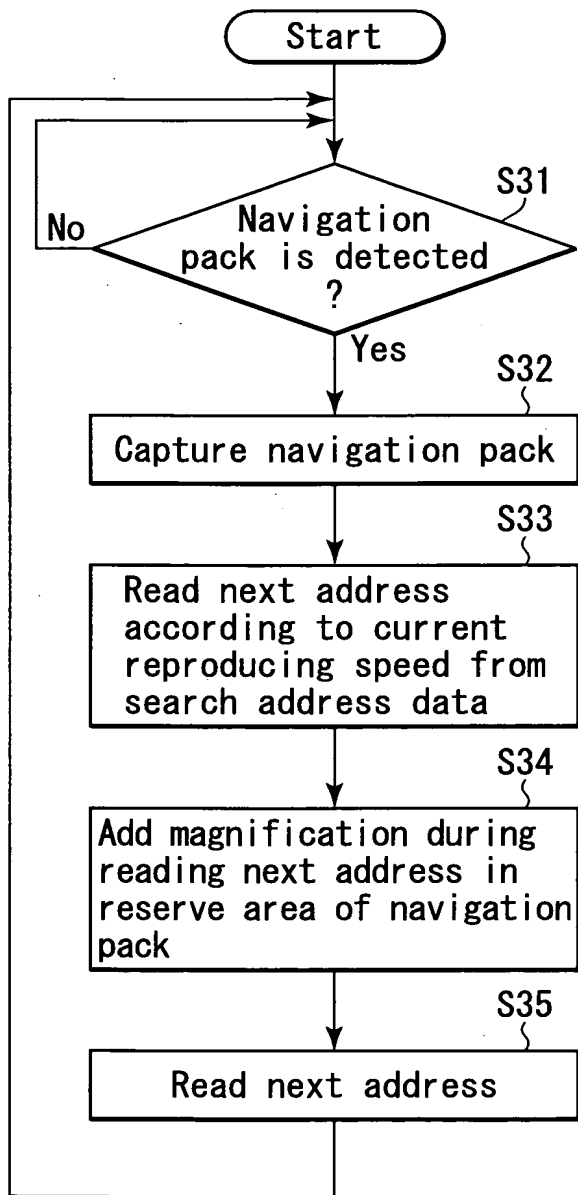 Start
S31
No
Navigation
pack is detected
?
Yes
S32
Capture navigation pack
S33
Read next address
according to current
reproducing speed from
search address data
S34
Add magnification during
reading next address in
reserve area of navigation
pack
S35
Read next address